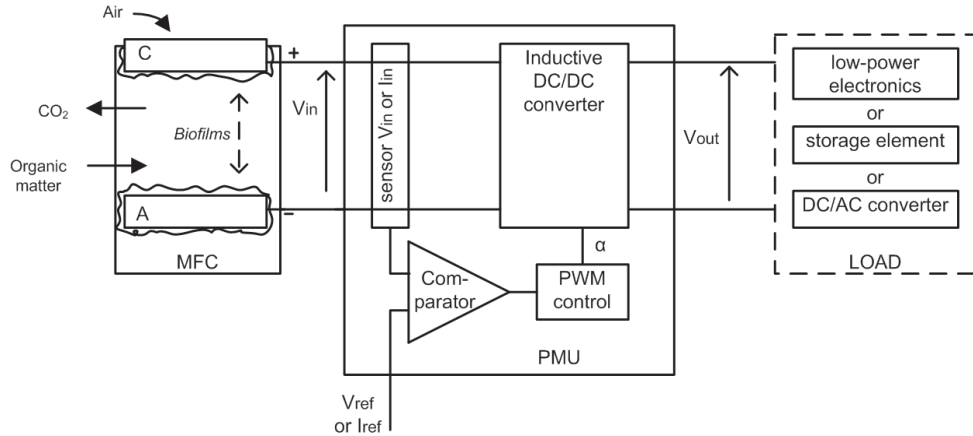 Air
C
+
CO₂
Biofilms
Organic
matter
A
−
MFC
Vin
sensor Vin or Iin
Inductive
DC/DC
converter
α
Com-
parator
PWM
control
PMU
Vref
or Iref
Vout
low-power
electronics
or
storage element
or
DC/AC converter
LOAD